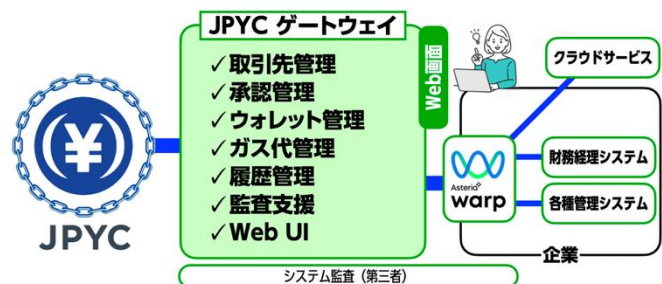 JPYC ゲートウェイ
✓取引先管理
✓承認管理
✓ウォレット管理
✓ガス代管理
✓履歴管理
✓監査支援
✓Web UI
Web画面
¥
JPYC
Asteria
warp
クラウドサービス
財務経理システム
各種管理システム
企業
システム監査（第三者）